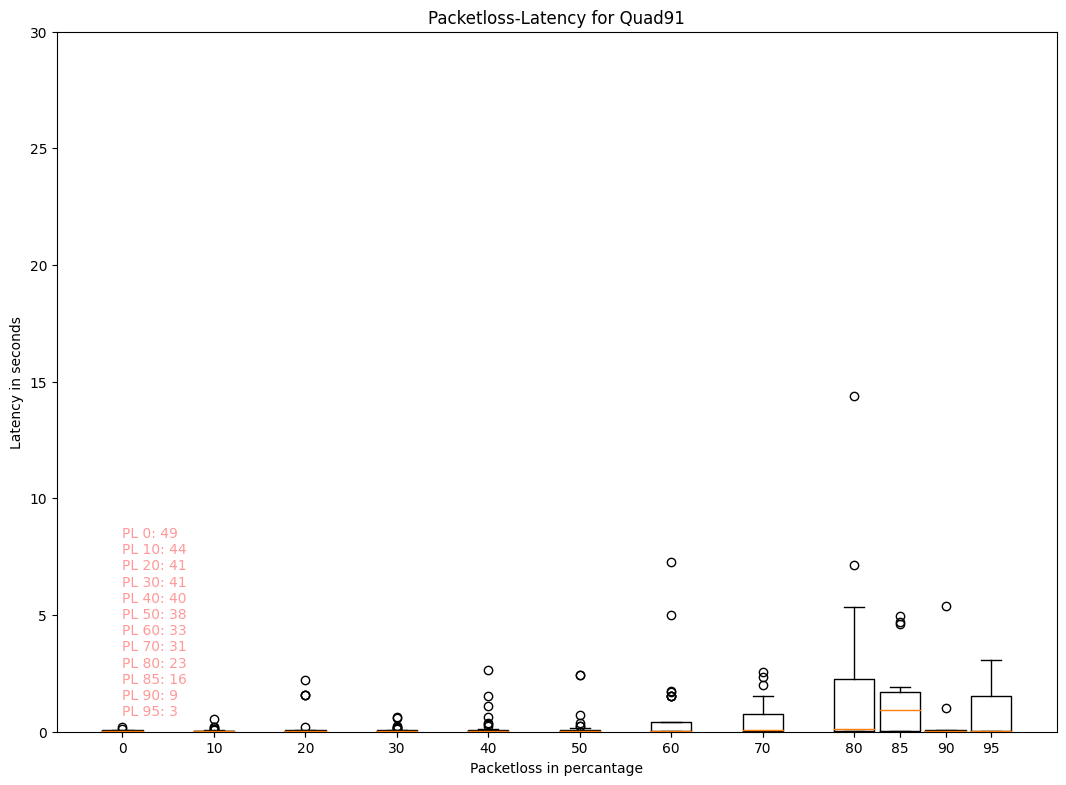 Packetloss-Latency for Quad91
30
25
20
15
10
5
0
Latency in seconds
PL 0: 49
PL 10: 44
PL 20: 41
PL 30: 41
PL 40: 40
PL 50: 38
PL 60: 33
PL 70: 31
PL 80: 23
PL 85: 16
PL 90: 9
PL 95: 3
0 10 20 30 40 50 60 70 80 85 90 95
Packetloss in percantage